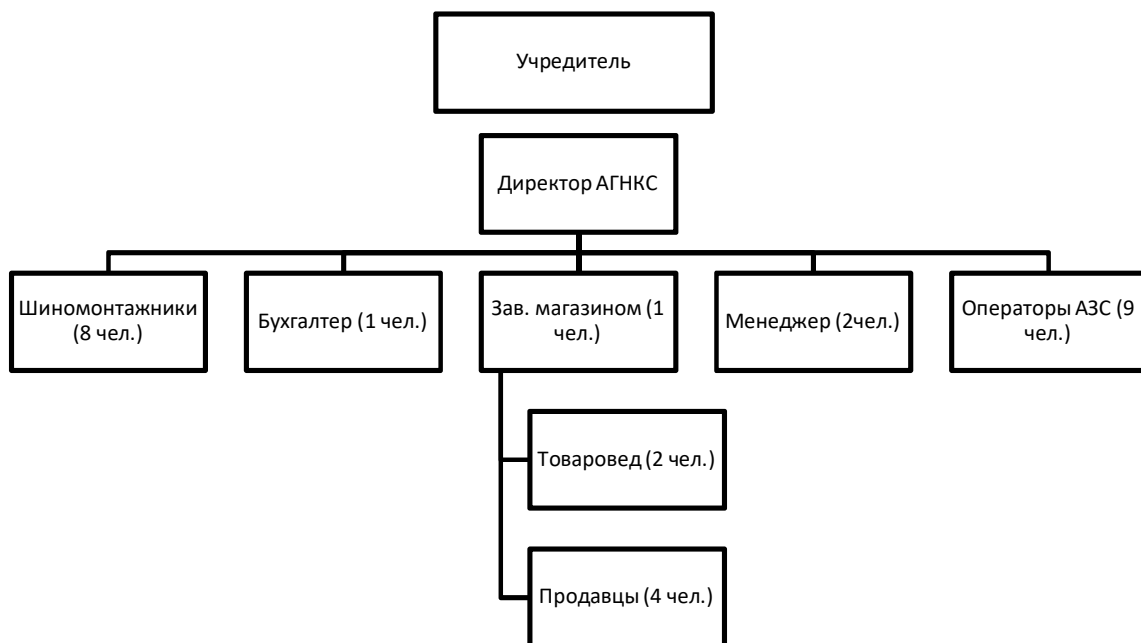 Учредитель
Директор АГНКС
Шиномонтажники
(8 чел.)
Бухгалтер (1 чел.)
Зав. магазином (1
чел.)
Менеджер (2чел.)
Операторы АЗС (9
чел.)
Товаровед (2 чел.)
Продавцы (4 чел.)